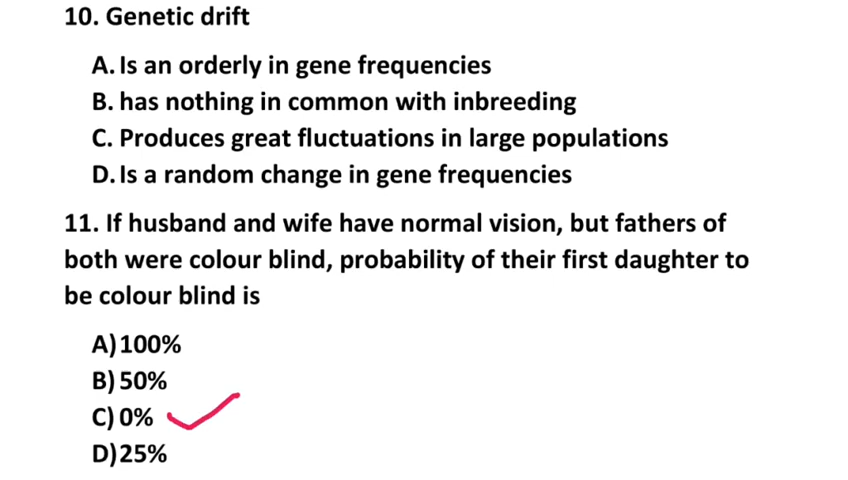 10. Genetic drift
A. Is an orderly in gene frequencies
B. has nothing in common with inbreeding
C. Produces great fluctuations in large populations
D. Is a random change in gene frequencies
11. If husband and wife have normal vision, but fathers of
both were colour blind, probability of their first daughter to
be colour blind is
A) 100%
B) 50%
C) 0%
D) 25%